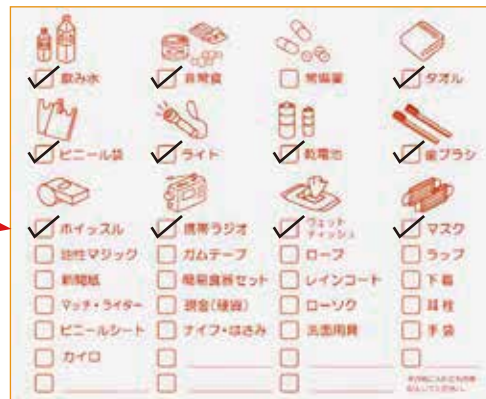 飲み水 非常食 常備薬 タオル
ビニール袋 ライト 乾電池 歯ブラシ
ホイッスル 携帯ラジオ ウェットティッシュ マスク
油性マジック ガムテープ ロープ ラップ
新聞紙 簡易食器セット レインコート 下着
マッチ・ライター 現金(硬貨) ローソク 耳栓
ビニールシート ナイフ・はさみ 洗面用具 手袋
カイロ